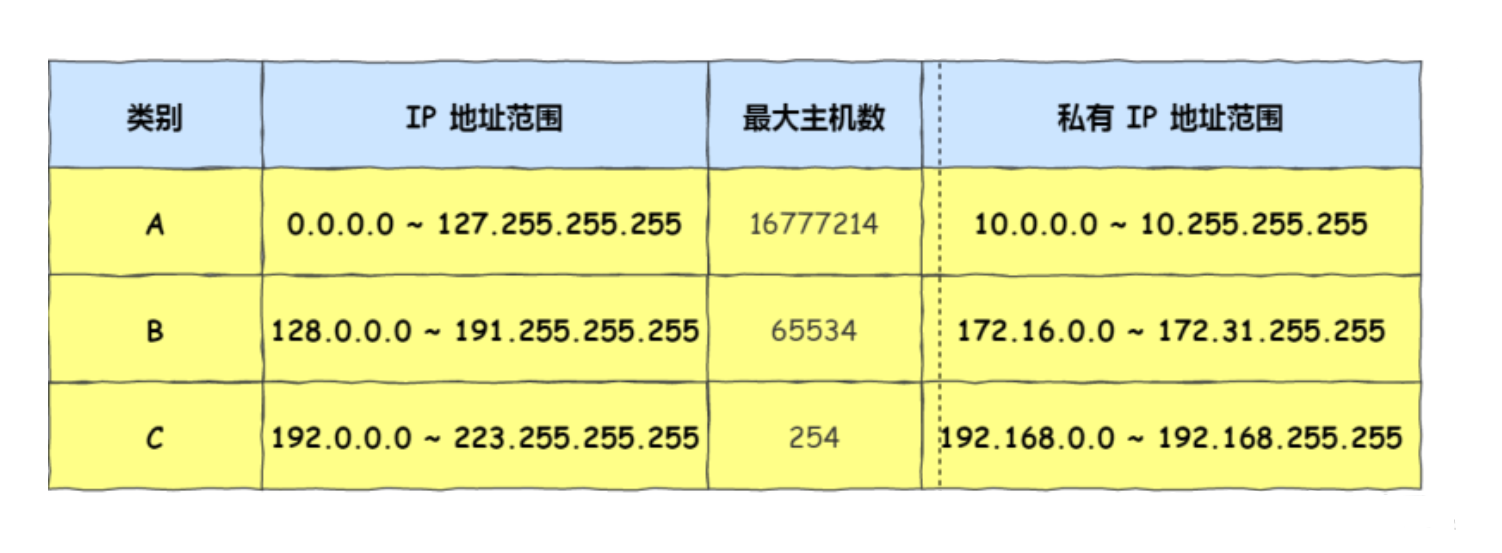 类别 IP 地址范围 最大主机数 私有 IP 地址范围
A 0.0.0.0 ~ 127.255.255.255 16777214 10.0.0.0 ~ 10.255.255.255
B 128.0.0.0 ~ 191.255.255.255 65534 172.16.0.0 ~ 172.31.255.255
C 192.0.0.0 ~ 223.255.255.255 254 192.168.0.0 ~ 192.168.255.255